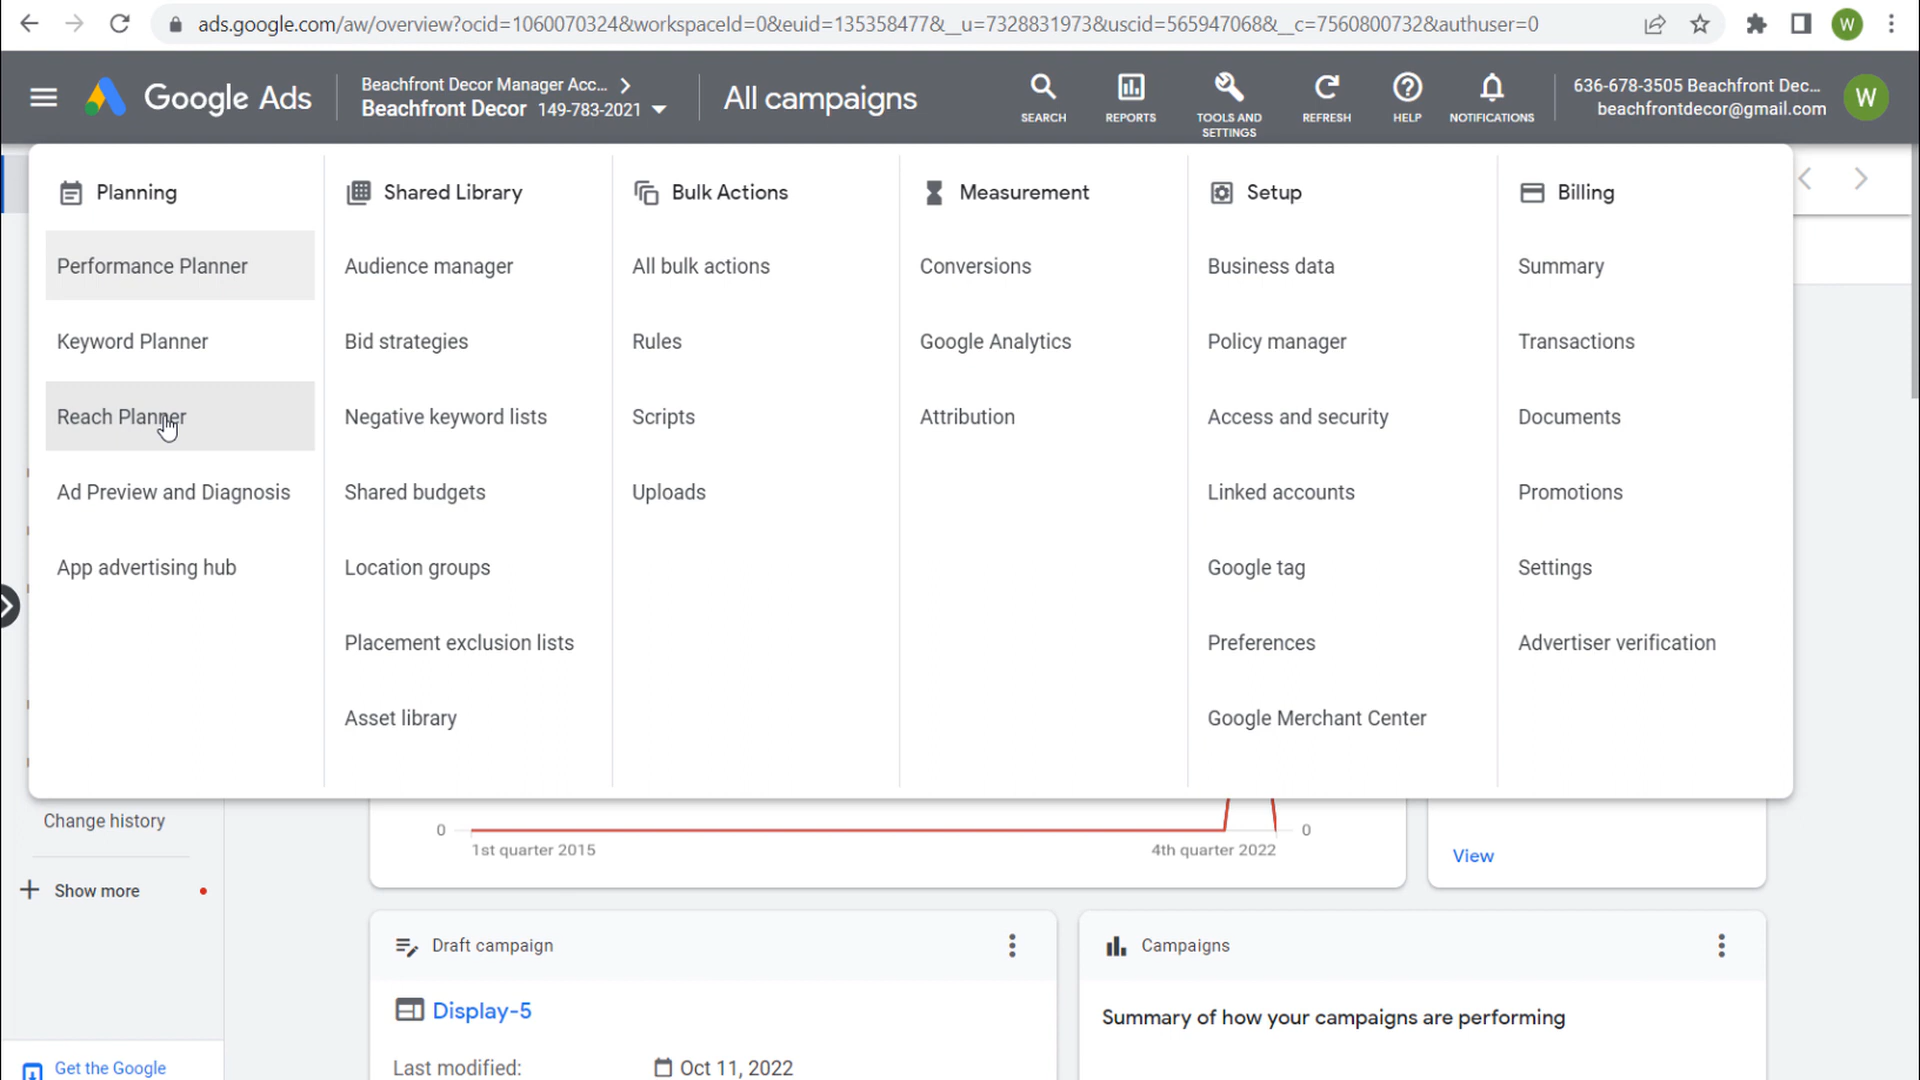 ads.google.com/aw/overview?ocid=1060070324&workspaceId=0&euid=135358477&__u=7328831973&uscid=565947068&__c=7560800732&authuser=0
W
Google Ads
Beachfront Decor Manager Acc...
Beachfront Decor 149-783-2021
All campaigns
SEARCH
REPORTS
TOOLS AND
SETTINGS
REFRESH
HELP
NOTIFICATIONS
636-678-3505 Beachfront Dec...
beachfrontdecor@gmail.com
W
Planning
Performance Planner
Keyword Planner
Reach Planner
Ad Preview and Diagnosis
App advertising hub
Shared Library
Audience manager
Bid strategies
Negative keyword lists
Shared budgets
Location groups
Placement exclusion lists
Asset library
Bulk Actions
All bulk actions
Rules
Scripts
Uploads
Measurement
Conversions
Google Analytics
Attribution
Setup
Business data
Policy manager
Access and security
Linked accounts
Google tag
Preferences
Google Merchant Center
Billing
Summary
Transactions
Documents
Promotions
Settings
Advertiser verification
Change history
Show more
Get the Google
0
0
1st quarter 2015
4th quarter 2022
View
Draft campaign
Display-5
Last modified:
Oct 11, 2022
Campaigns
Summary of how your campaigns are performing